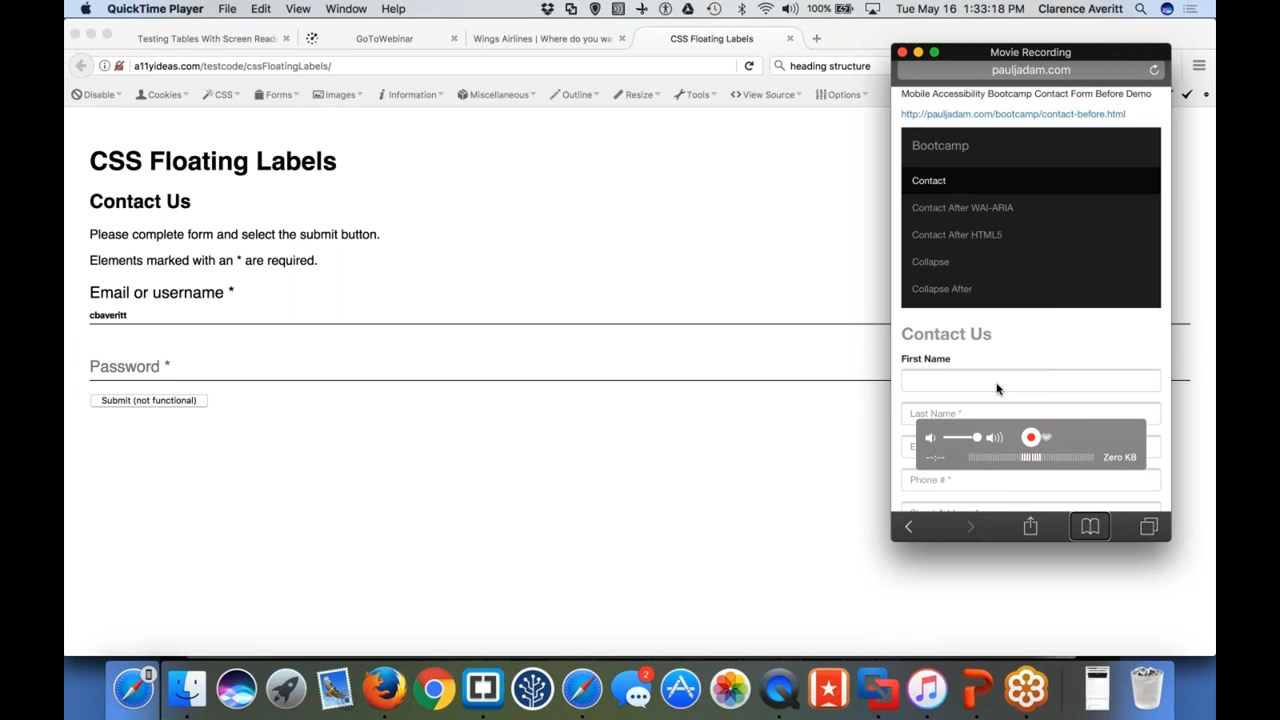 QuickTime Player File Edit View Window Help 100% Tue May 16 1:33:18 PM Clarence Averitt
Testing Tables With Screen Read
GoToWebinar
Wings Airlines | Where do you wa
CSS Floating Labels
a11yideas.com/testcode/cssFloatingLabels/
heading structure
Disable Cookies CSS Forms Images Information Miscellaneous Outline Resize Tools View Source Options
CSS Floating Labels
Contact Us
Please complete form and select the submit button.
Elements marked with an * are required.
Email or username *
cbaveritt
Password *
Submit (not functional)
Movie Recording
pauljadam.com
Mobile Accessibility Bootcamp Contact Form Before Demo
http://pauljadam.com/bootcamp/contact-before.html
Bootcamp
Contact
Contact After WAI-ARIA
Contact After HTML5
Collapse
Collapse After
Contact Us
First Name
Last Name *
--:-- Zero KB
Phone # *
2